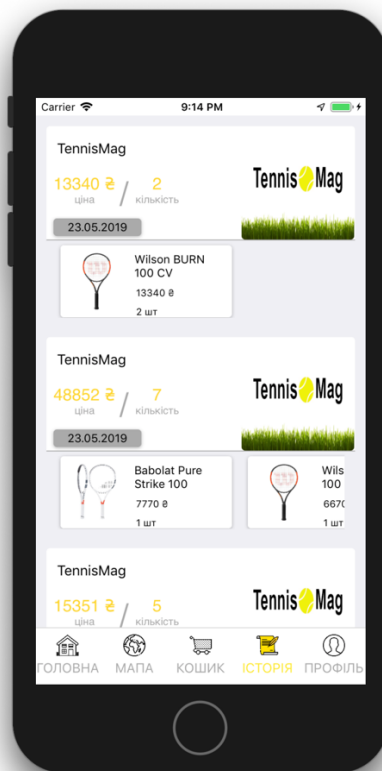 Carrier 9:14 PM
TennisMag
13340 ₴ / 2
ціна кількість
Tennis Mag
23.05.2019
Wilson BURN
100 CV
13340 ₴
2 шт
TennisMag
48852 ₴ / 7
ціна кількість
Tennis Mag
23.05.2019
Babolat Pure
Strike 100
7770 ₴
1 шт
Wils
100
6670
1 шт
TennisMag
15351 ₴ / 5
ціна кількість
Tennis Mag
ГОЛОВНА МАПА КОШИК ІСТОРІЯ ПРОФІЛЬ